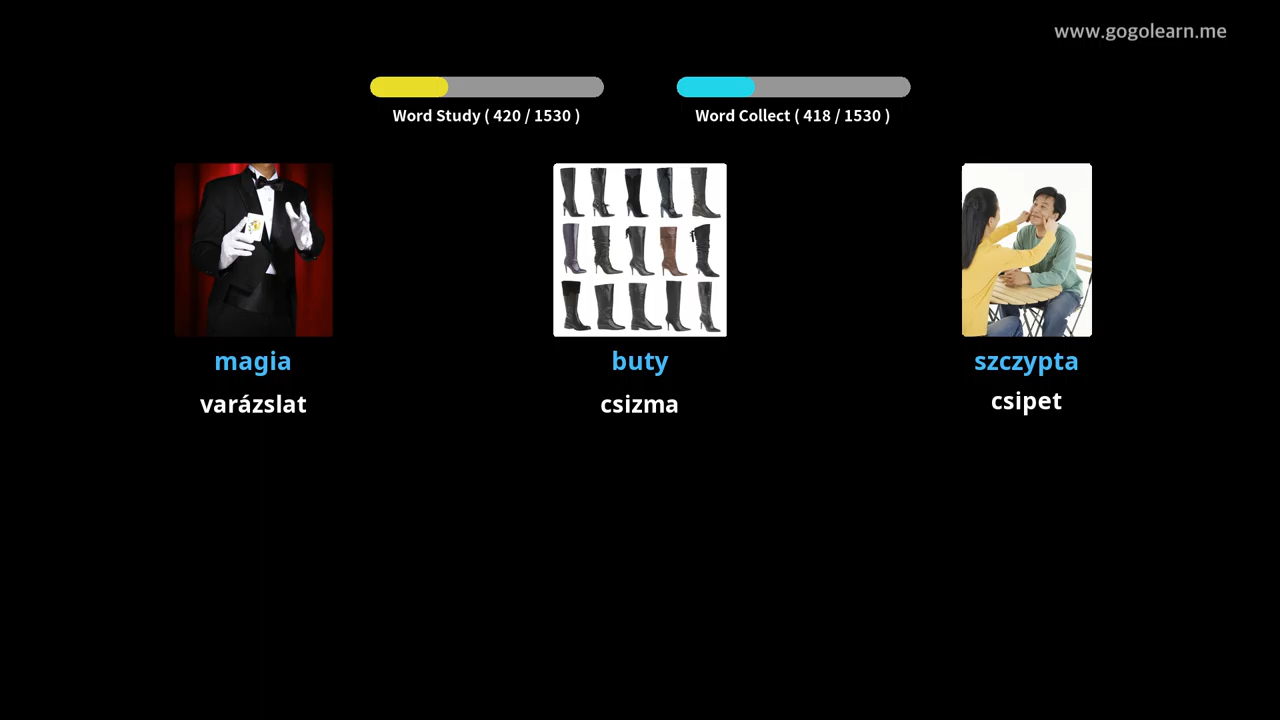 www.gogolearn.me
Word Study ( 420 / 1530 )
Word Collect ( 418 / 1530 )
magia
varázslat
buty
csizma
szczypta
csipet